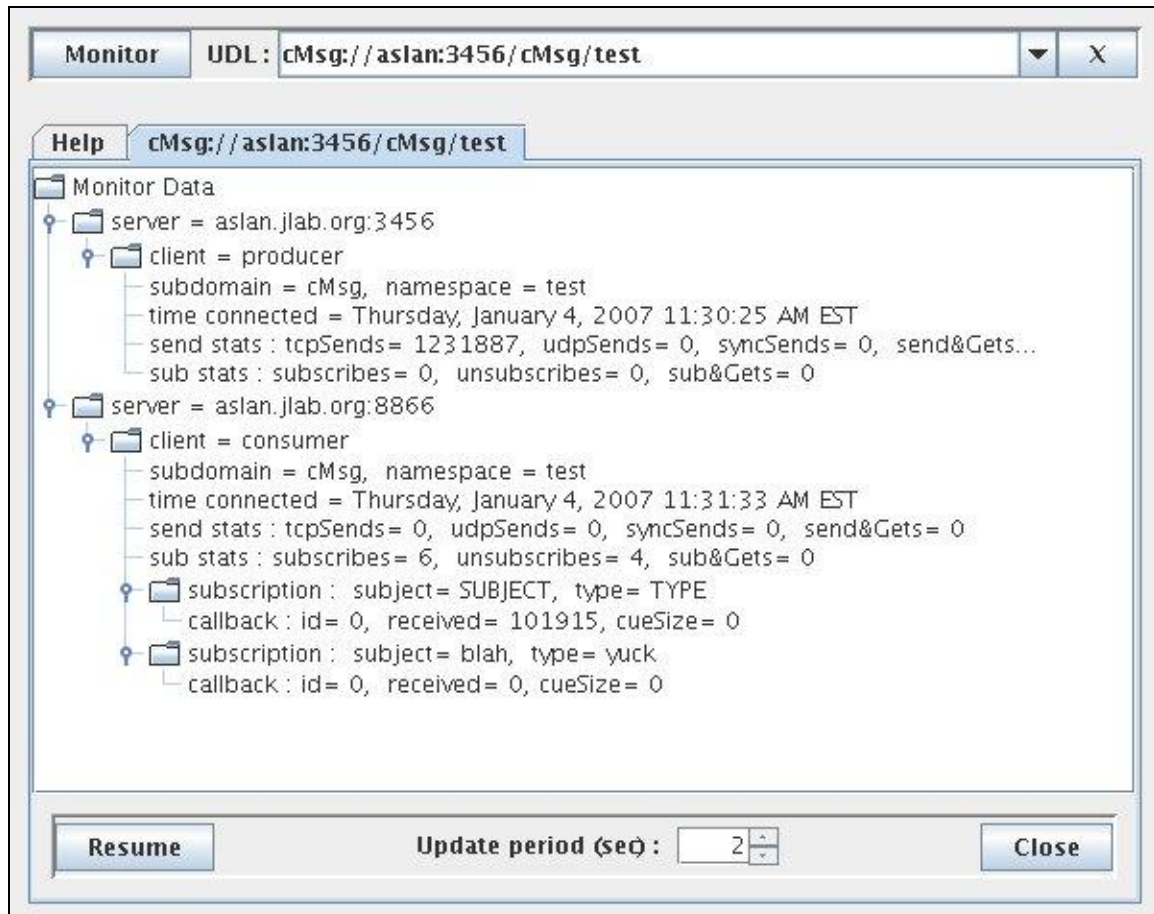 Monitor UDL : cMsg://aslan:3456/cMsg/test X
Help cMsg://aslan:3456/cMsg/test
Monitor Data
server = aslan.jlab.org:3456
client = producer
subdomain = cMsg, namespace = test
time connected = Thursday, January 4, 2007 11:30:25 AM EST
send stats : tcpSends= 1231887, udpSends= 0, syncSends= 0, send&Gets...
sub stats : subscribes= 0, unsubscribes= 0, sub&Gets= 0
server = aslan.jlab.org:8866
client = consumer
subdomain = cMsg, namespace = test
time connected = Thursday, January 4, 2007 11:31:33 AM EST
send stats : tcpSends= 0, udpSends= 0, syncSends= 0, send&Gets= 0
sub stats : subscribes= 6, unsubscribes= 4, sub&Gets= 0
subscription : subject= SUBJECT, type= TYPE
callback : id= 0, received= 101915, cueSize= 0
subscription : subject= blah, type= yuck
callback : id= 0, received= 0, cueSize= 0
Resume Update period (sec) : 2 Close